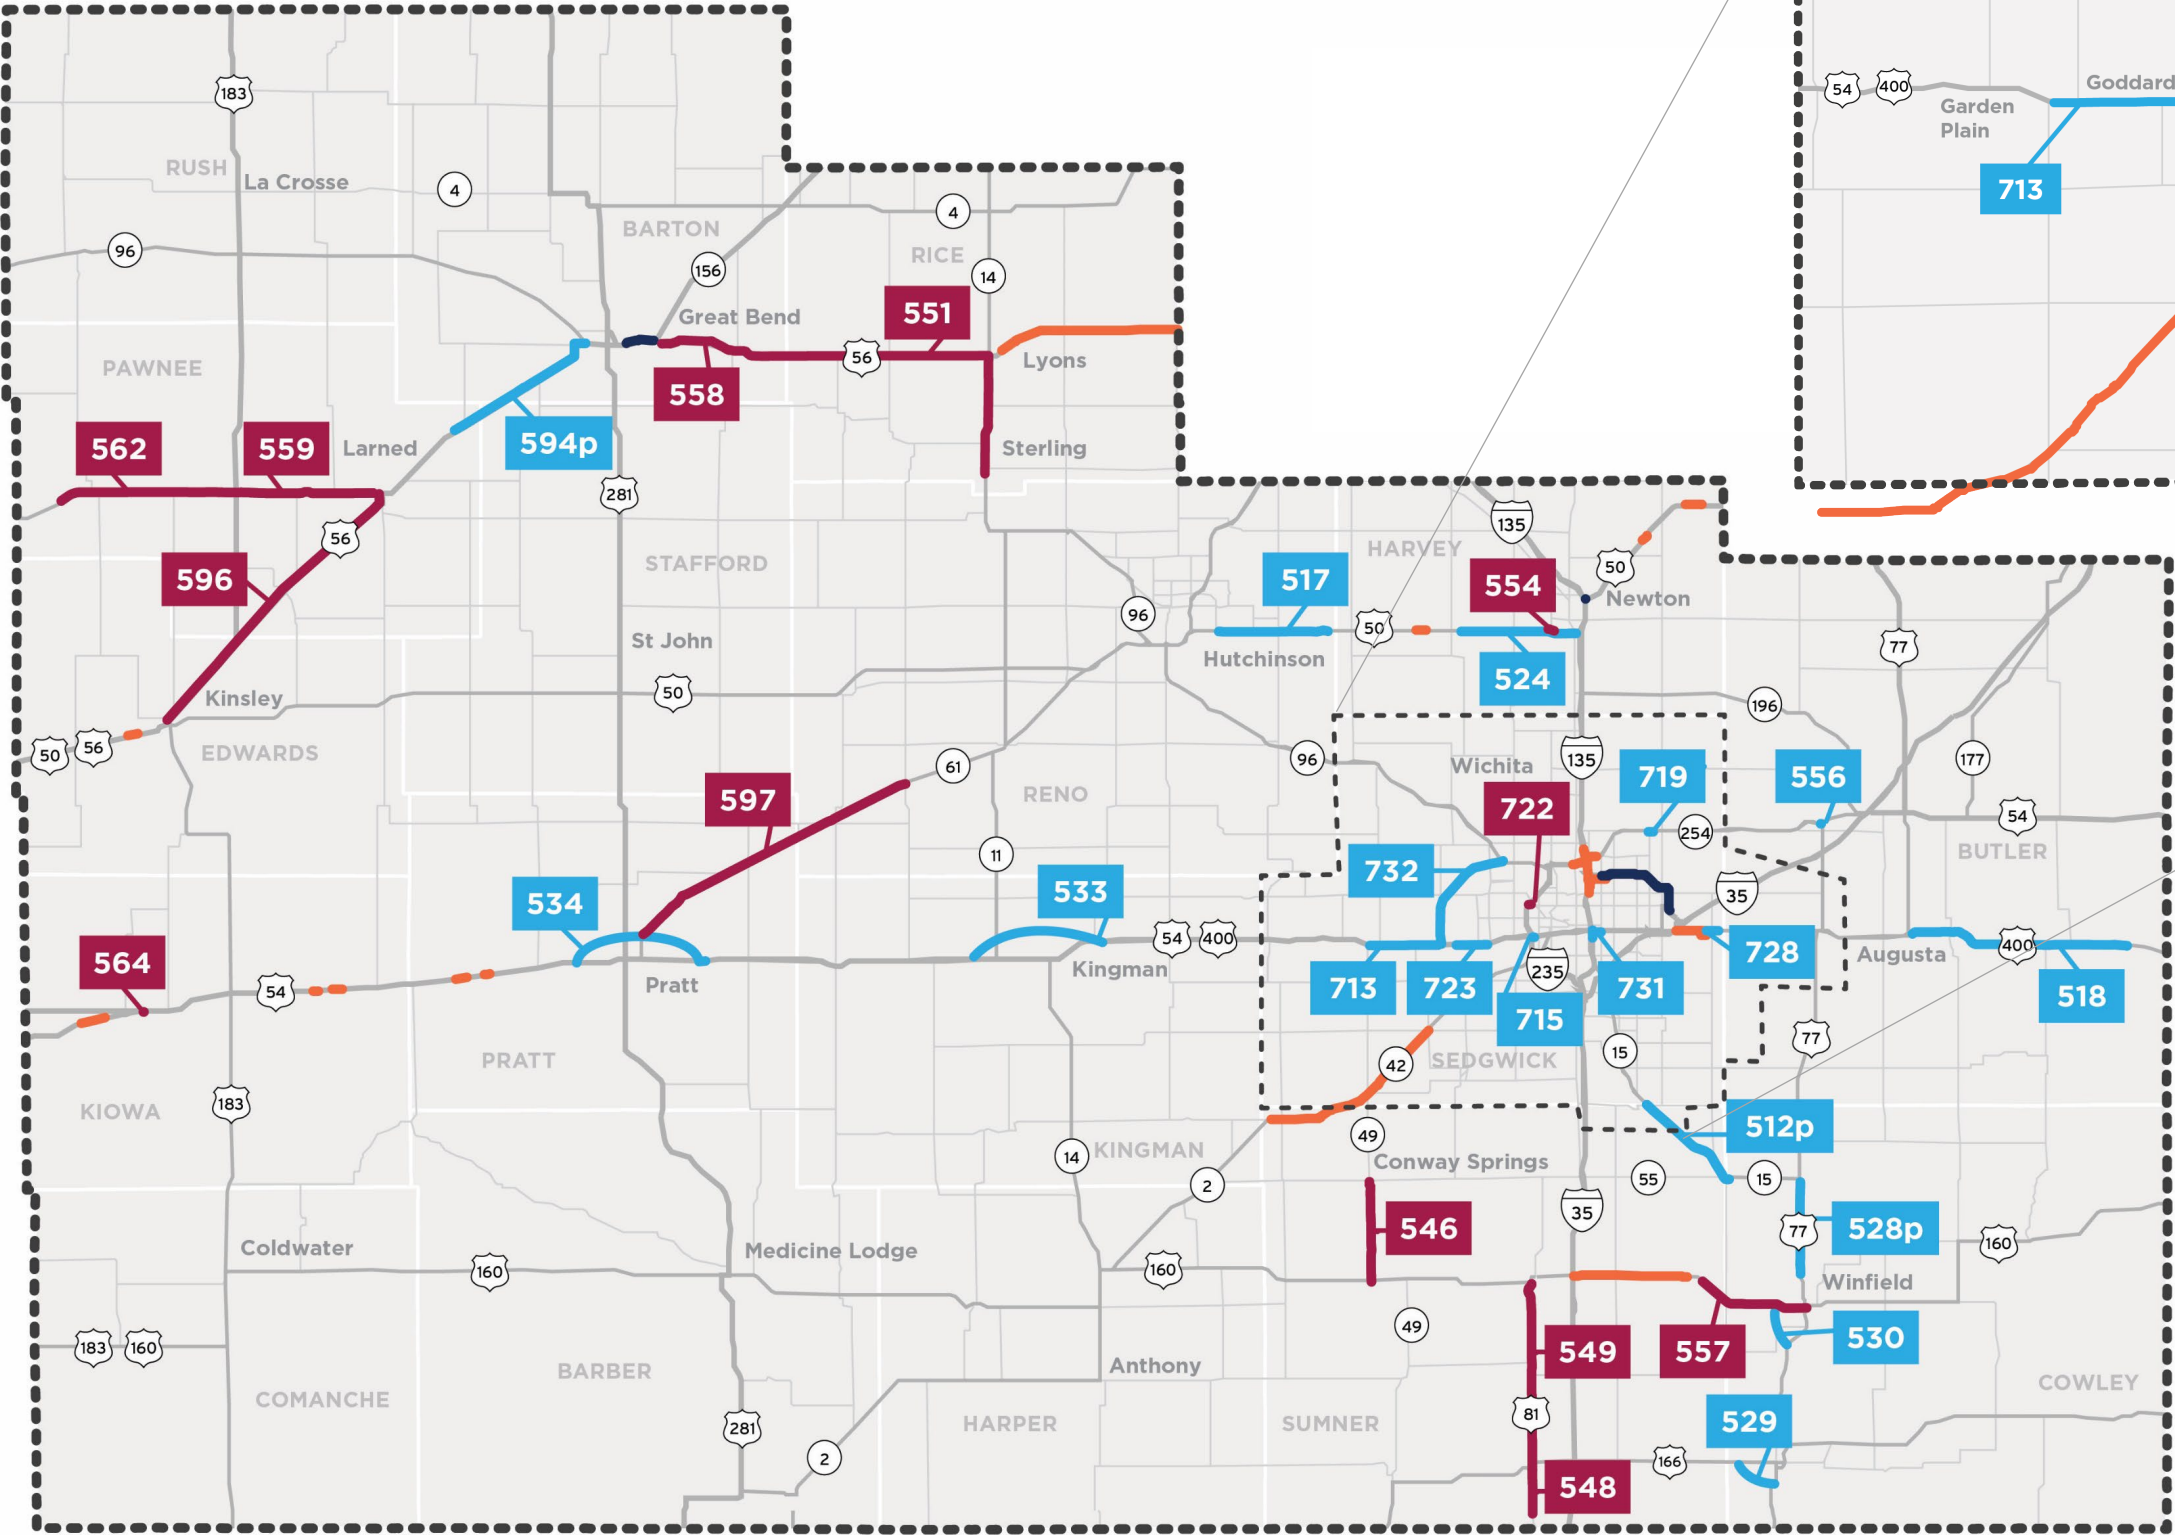 183
54
400
Goddard
Garden
Plain
713
RUSH
La Crosse
4
4
BARTON
96
156
RICE
14
551
Great Bend
56
Lyons
PAWNEE
558
562
559
Larned
594p
Sterling
281
56
135
HARVEY
50
STAFFORD
596
517
554
Newton
96
50
St John
77
Hutchinson
524
Kinsley
50
196
50
56
EDWARDS
61
96
Wichita
135
719
556
177
597
RENO
722
254
54
11
BUTLER
732
533
35
534
54
400
564
Kingman
728
Augusta
400
54
Pratt
713
723
235
731
518
715
PRATT
42
SEDGWICK
15
77
KIOWA
183
512p
49
14
KINGMAN
Conway Springs
2
55
15
35
546
77
528p
Coldwater
Medicine Lodge
160
160
160
Winfield
49
183
160
549
557
530
BARBER
Anthony
COMANCHE
COWLEY
281
HARPER
SUMNER
81
529
2
166
548